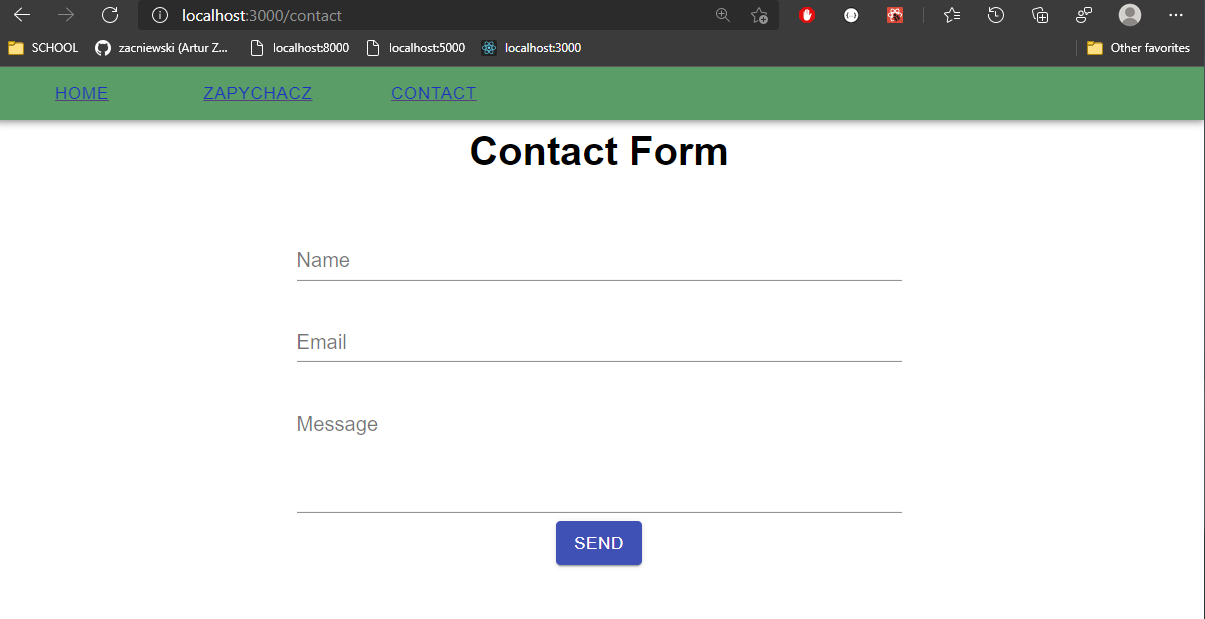 localhost:3000/contact
SCHOOL zacniewski (Artur Z... localhost:8000 localhost:5000 localhost:3000 Other favorites
HOME ZAPYCHACZ CONTACT
Contact Form
Name
Email
Message
SEND